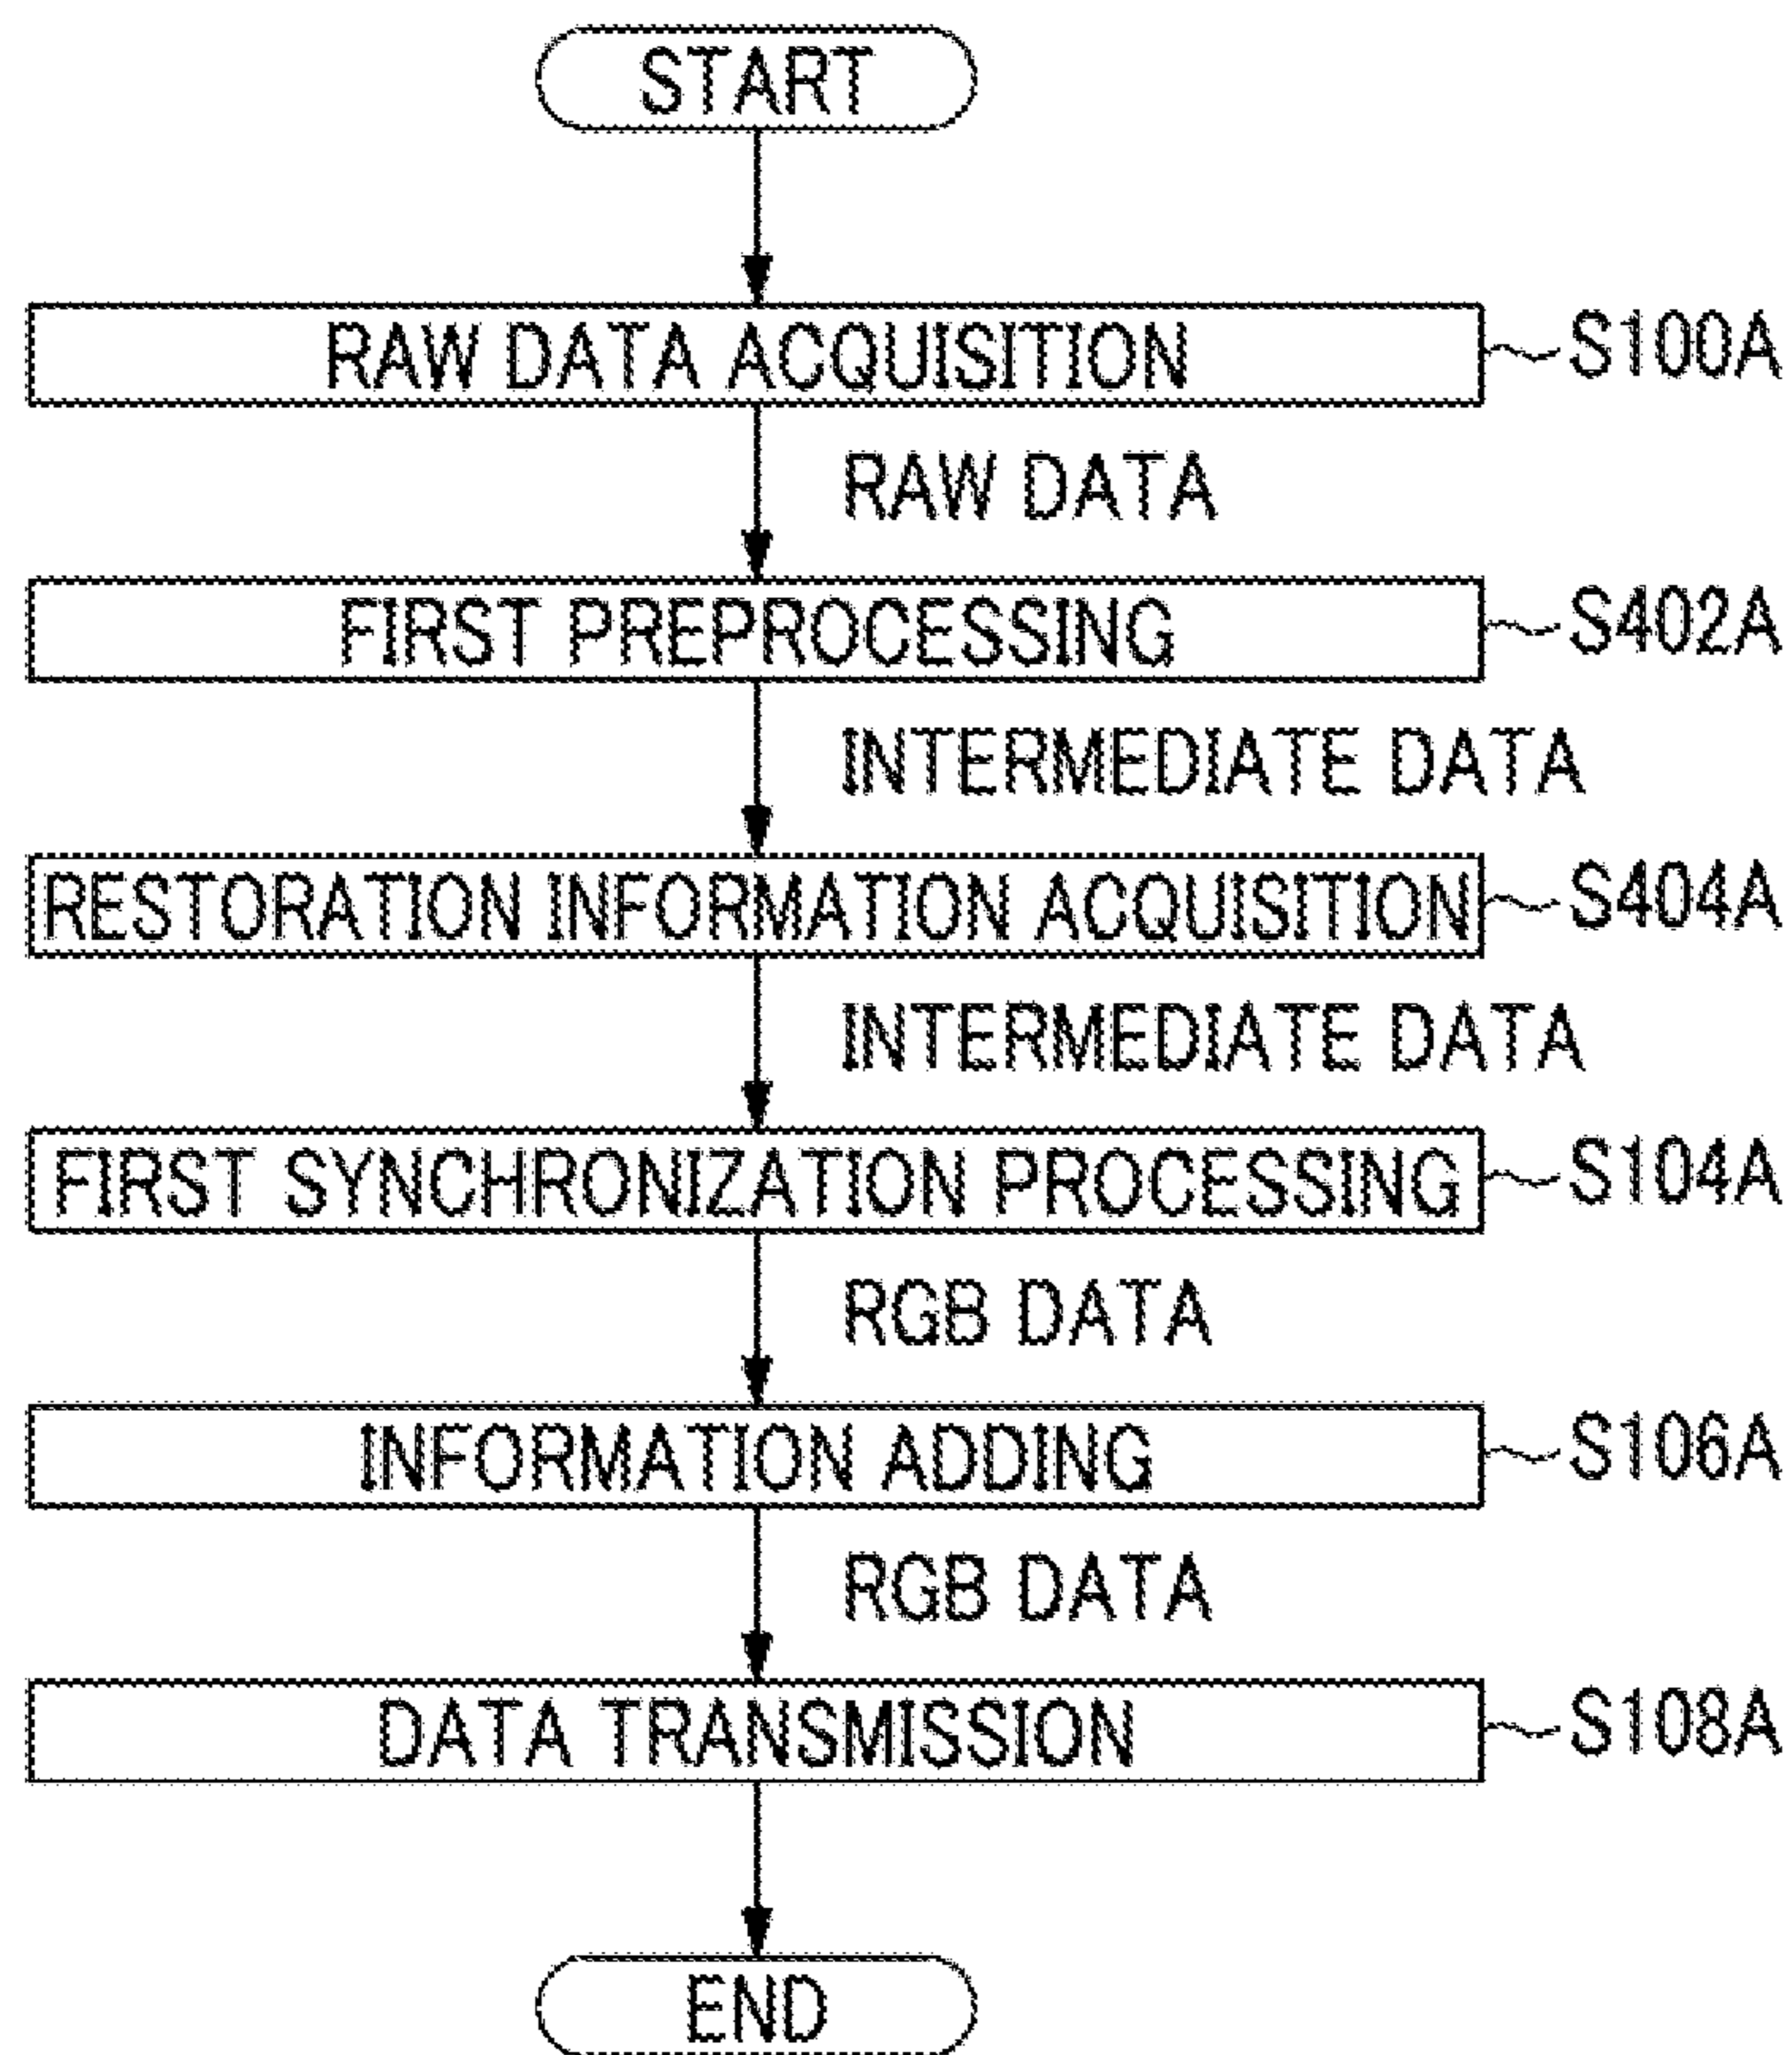 START
RAW DATA ACQUISITION S100A
RAW DATA
FIRST PREPROCESSING S402A
INTERMEDIATE DATA
RESTORATION INFORMATION ACQUISITION S404A
INTERMEDIATE DATA
FIRST SYNCHRONIZATION PROCESSING S104A
RGB DATA
INFORMATION ADDING S106A
RGB DATA
DATA TRANSMISSION S108A
END